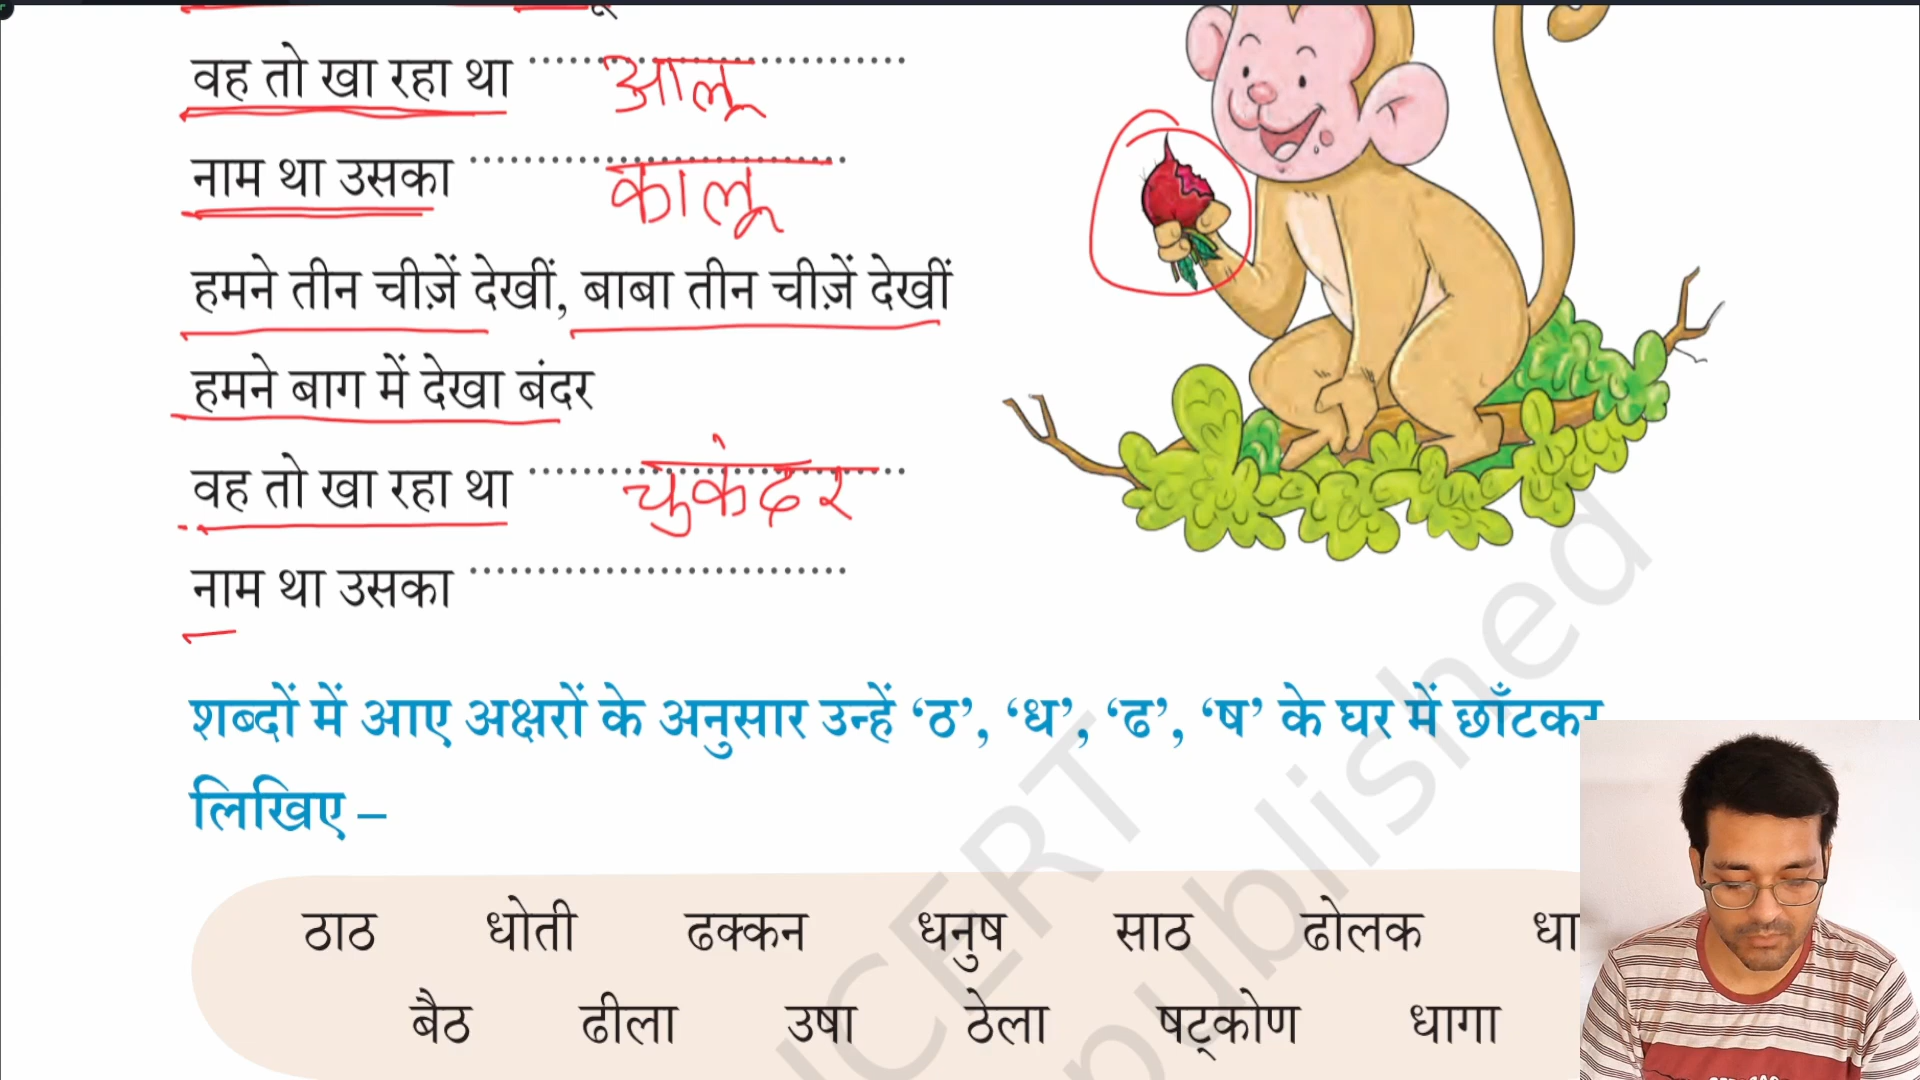 वह तो खा रहा था .............................. आलू
नाम था उसका .............................. कालू
हमने तीन चीज़ें देखीं, बाबा तीन चीज़ें देखीं
हमने बाग में देखा बंदर
वह तो खा रहा था .............................. चुकंदर
नाम था उसका ..............................
शब्दों में आए अक्षरों के अनुसार उन्हें ‘ठ’, ‘ध’, ‘ढ’, ‘ष’ के घर में छाँटकर
लिखिए –
ठाठ धोती ढक्कन धनुष साठ ढोलक
बैठ ढीला उषा ठेला षट्कोण धागा
published